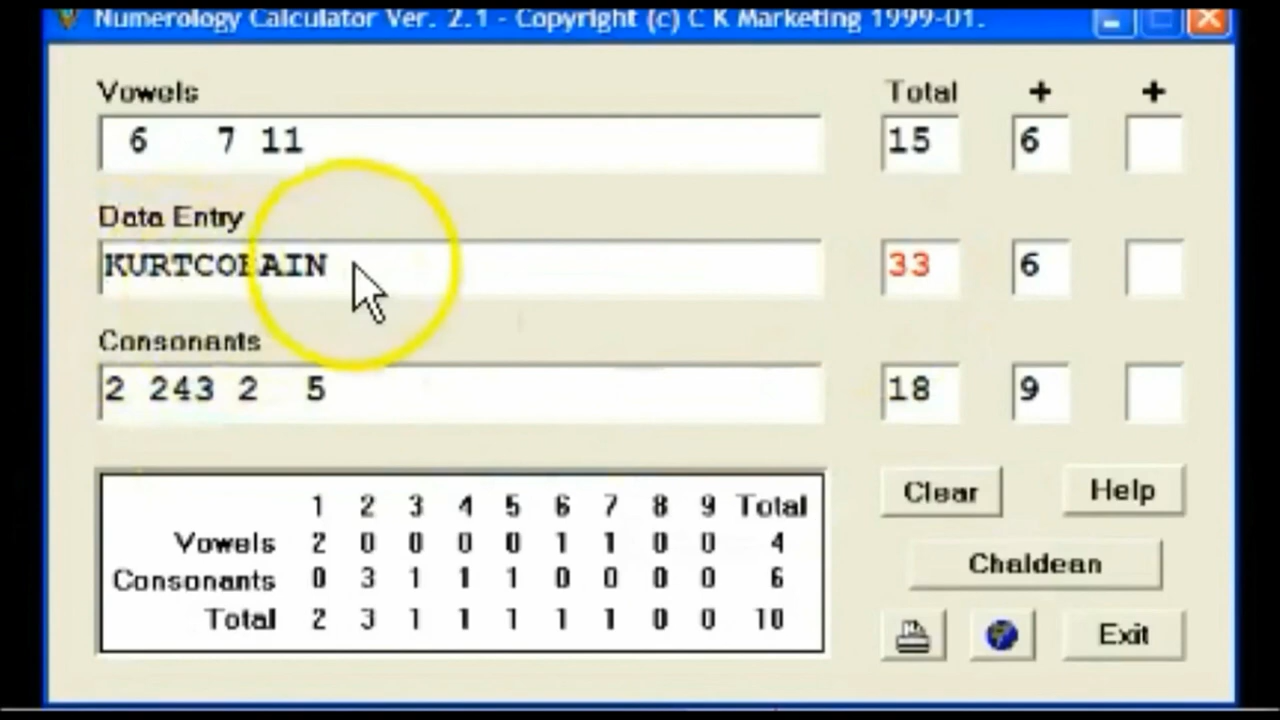 Numerology Calculator Ver. 2.1 - Copyright (c) C K Marketing 1999-01.
Vowels Total + +
6 7 11 15 6
Data Entry
KURTCOBAIN 33 6
Consonants
2 243 2 5 18 9
1 2 3 4 5 6 7 8 9 Total
Vowels 2 0 0 0 0 1 1 0 0 4
Consonants 0 3 1 1 1 0 0 0 0 6
Total 2 3 1 1 1 1 1 0 0 10
Clear Help
Chaldean
Exit